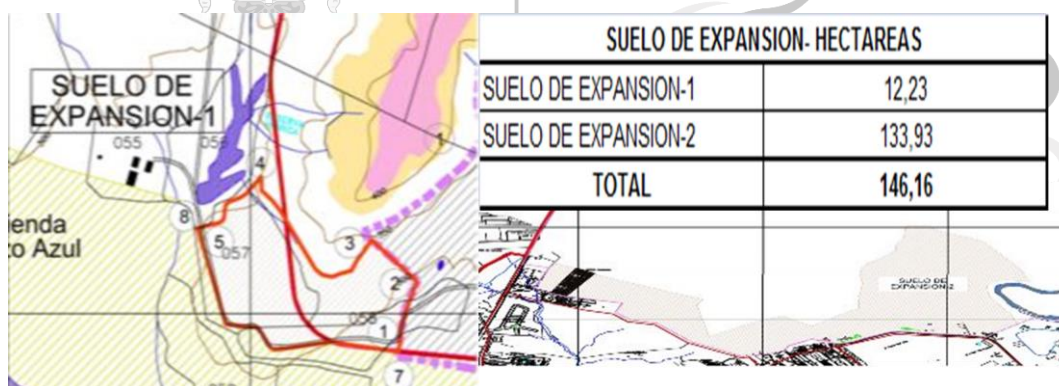 SUELO DE
EXPANSION-1
055
4
1
8
ienda
o Azul
5
057
3
2
056
1
7
SUELO DE EXPANSION- HECTAREAS
SUELO DE EXPANSION-1 12,23
SUELO DE EXPANSION-2 133,93
TOTAL 146,16
SUELO DE
EXPANSION-2